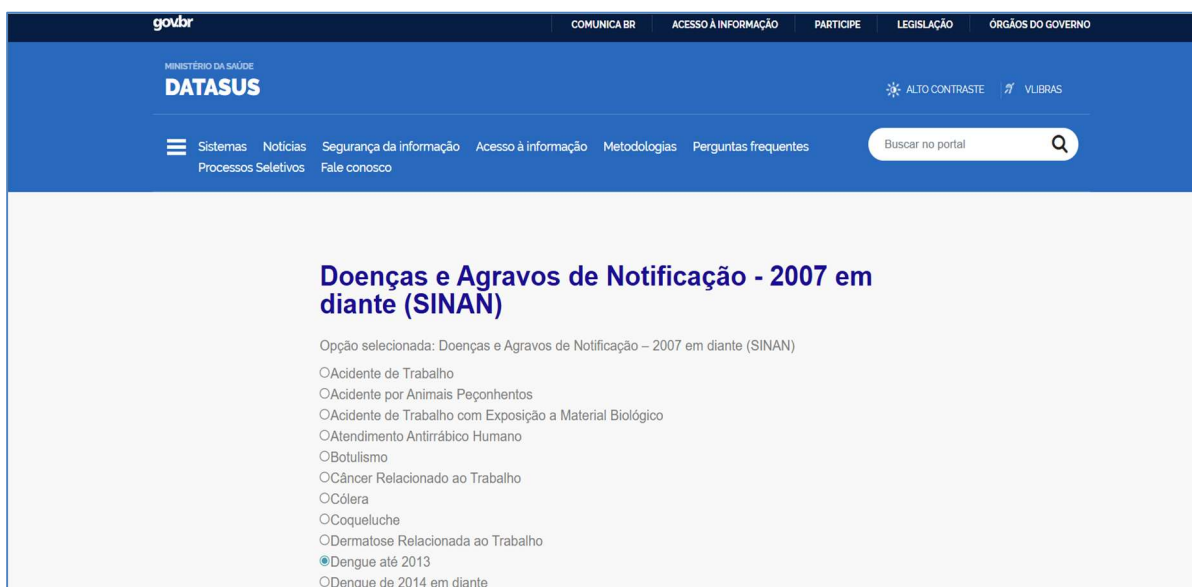 gov.br COMUNICA BR ACESSO À INFORMAÇÃO PARTICIPE LEGISLAÇÃO ÓRGÃOS DO GOVERNO
MINISTÉRIO DA SAÚDE
DATASUS
ALTO CONTRASTE VLIBRAS
Sistemas Notícias Segurança da informação Acesso à informação Metodologias Perguntas frequentes
Buscar no portal
Processos Seletivos Fale conosco
Doenças e Agravos de Notificação - 2007 em
diante (SINAN)
Opção selecionada: Doenças e Agravos de Notificação – 2007 em diante (SINAN)
Acidente de Trabalho
Acidente por Animais Peçonhentos
Acidente de Trabalho com Exposição a Material Biológico
Atendimento Antirrábico Humano
Botulismo
Câncer Relacionado ao Trabalho
Cólera
Coqueluche
Dermatose Relacionada ao Trabalho
Dengue até 2013
Dengue de 2014 em diante